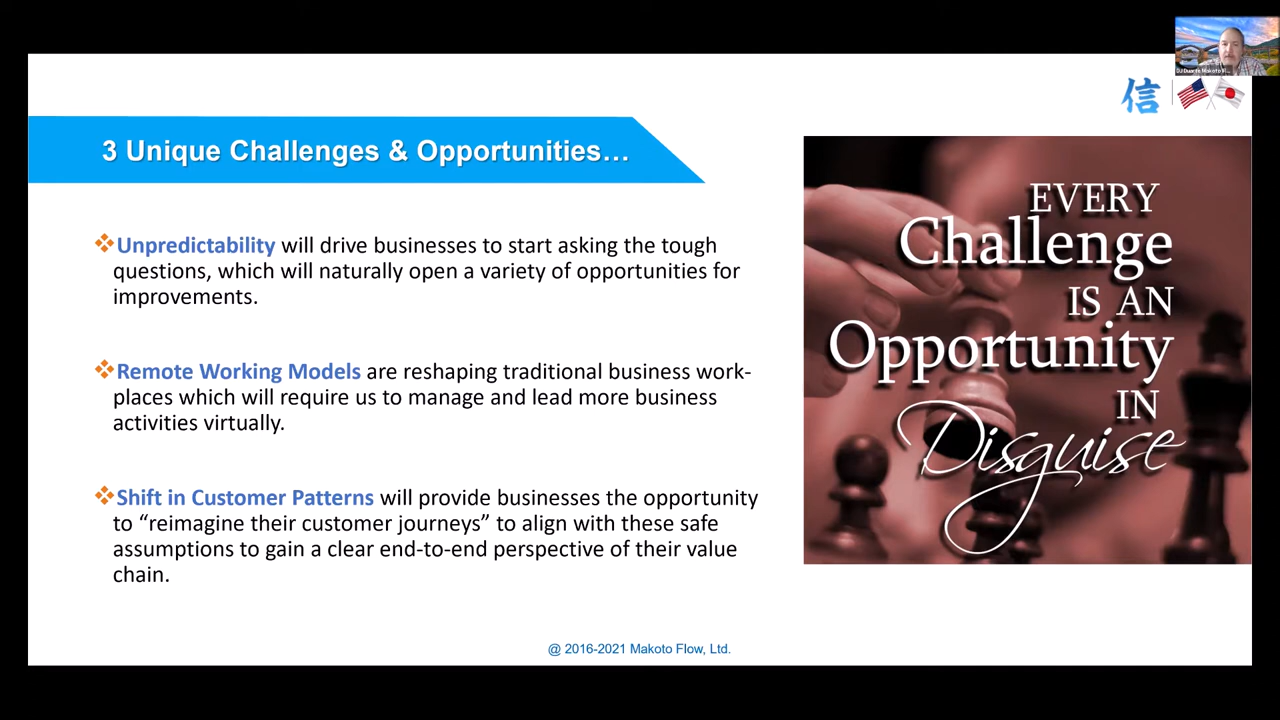 DJ Duarte Makoto Fl...
信
3 Unique Challenges & Opportunities…
❖Unpredictability will drive businesses to start asking the tough
questions, which will naturally open a variety of opportunities for
improvements.
❖Remote Working Models are reshaping traditional business work-
places which will require us to manage and lead more business
activities virtually.
❖Shift in Customer Patterns will provide businesses the opportunity
to “reimagine their customer journeys” to align with these safe
assumptions to gain a clear end-to-end perspective of their value
chain.
EVERY
Challenge
IS AN
Opportunity
IN
Disguise
@ 2016-2021 Makoto Flow, Ltd.